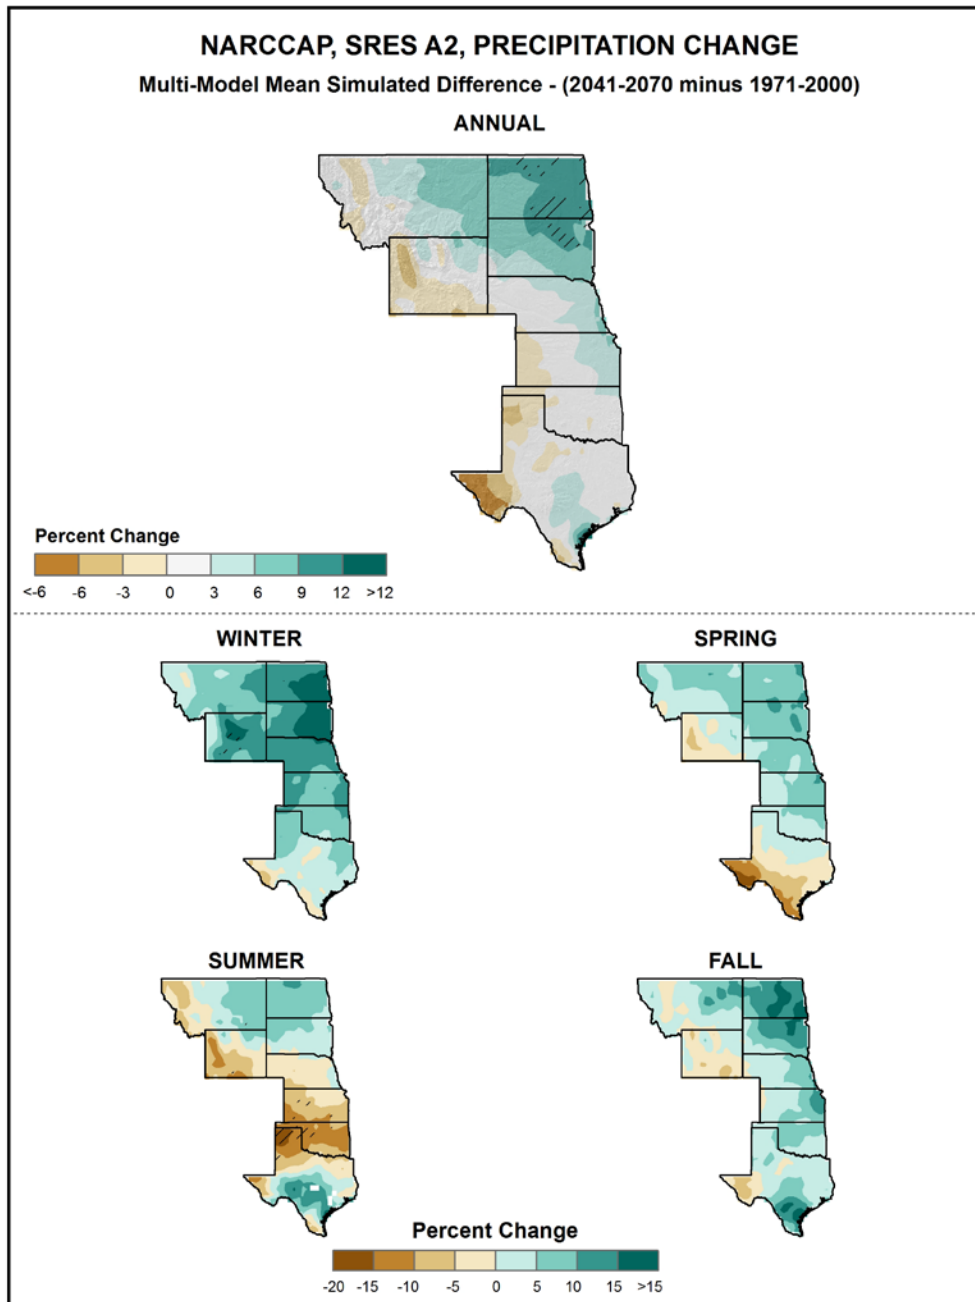 NARCCAP, SRES A2, PRECIPITATION CHANGE
Multi-Model Mean Simulated Difference - (2041-2070 minus 1971-2000)
ANNUAL
Percent Change
<-6 -6 -3 0 3 6 9 12 >12
WINTER
SPRING
SUMMER
FALL
Percent Change
-20 -15 -10 -5 0 5 10 15 >15